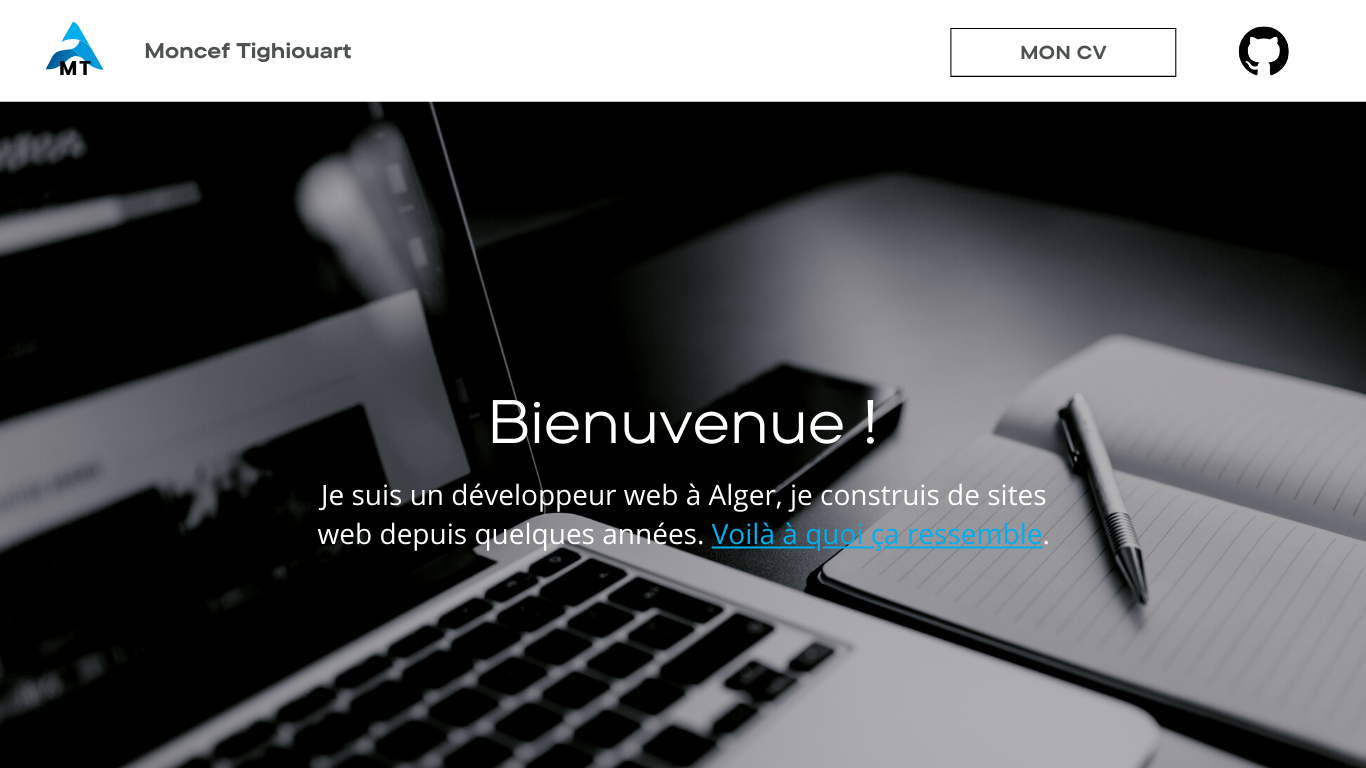 MT
Moncef Tighiouart
MON CV
Bienuvenue !
Je suis un développeur web à Alger, je construis de sites
web depuis quelques années. Voilà à quoi ça ressemble.